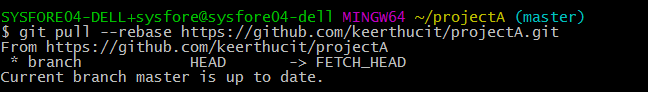 SYSFORE04-DELL+sysfore@sysfore04-dell MINGW64 ~/projectA (master)
$ git pull --rebase https://github.com/keerthucit/projectA.git
From https://github.com/keerthucit/projectA
 * branch            HEAD       -> FETCH_HEAD
Current branch master is up to date.